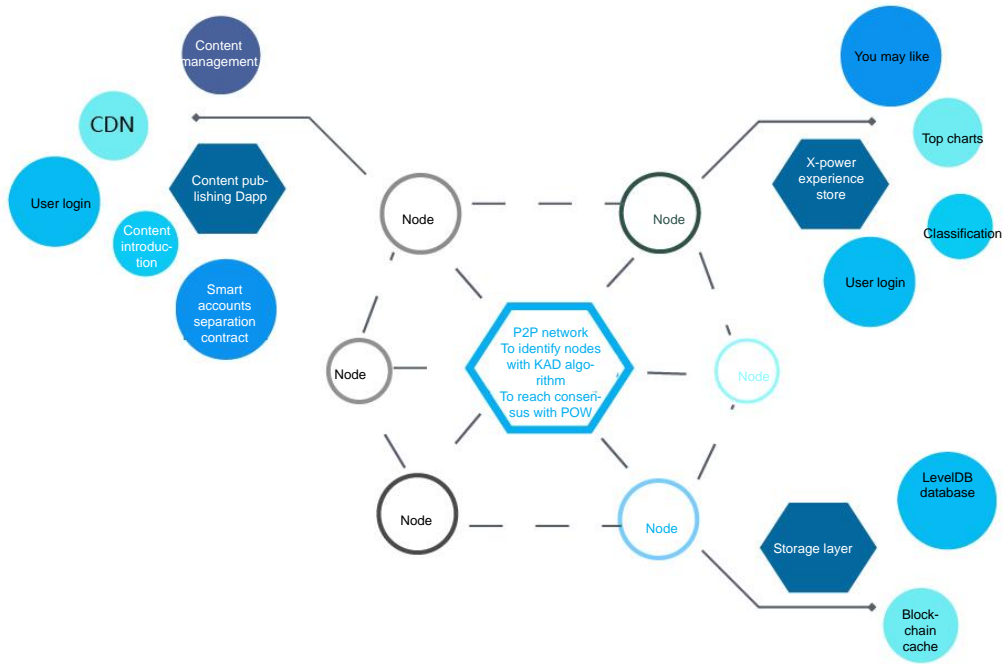 Content
management
CDN
Content pub-
lishing Dapp
User login
Content
introduc-
tion
Smart
accounts
separation
contract
Node
Node
Node
P2P network
To identify nodes
with KAD algo-
rithm
To reach consen-
sus with POW
Node
Node
Node
You may like
Top charts
X-power
experience
store
Classification
User login
LevelDB
database
Storage layer
Block-
chain
cache